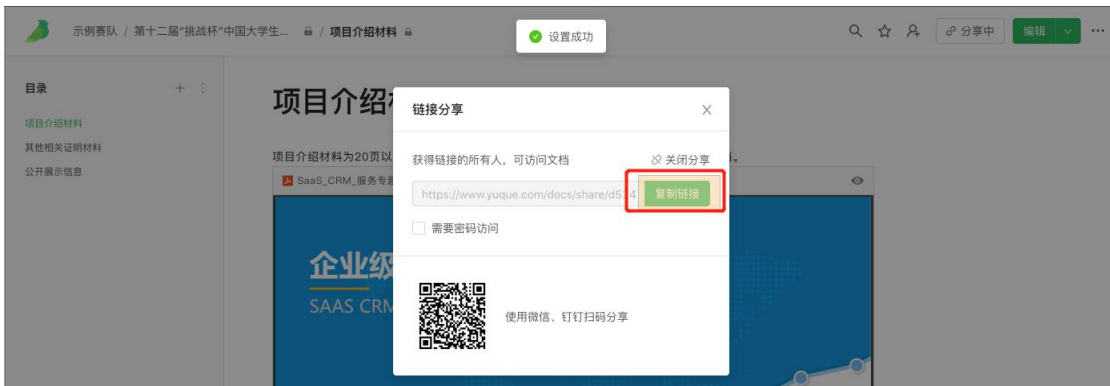 示例赛队 / 第十二届"挑战杯"中国大学生... / 项目介绍材料
设置成功
分享中
编辑
目录
项目介绍材料
其他相关证明材料
公开展示信息
项目介绍
项目介绍材料为20页以
SaaS_CRM_服务专题
链接分享
获得链接的所有人，可访问文档
关闭分享
https://www.yuque.com/docs/share/d5
复制链接
需要密码访问
使用微信、钉钉扫码分享
企业级
SAAS CRM